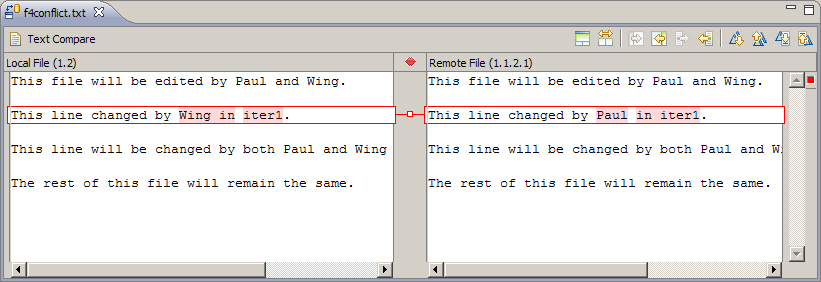 f4conflict.txt
Text Compare
Local File (1.2)
Remote File (1.1.2.1)
This file will be edited by Paul and Wing.
This line changed by Wing in iter1.
This line will be changed by both Paul and Wing
The rest of this file will remain the same.
This file will be edited by Paul and Wing.
This line changed by Paul in iter1.
This line will be changed by both Paul and
The rest of this file will remain the same.